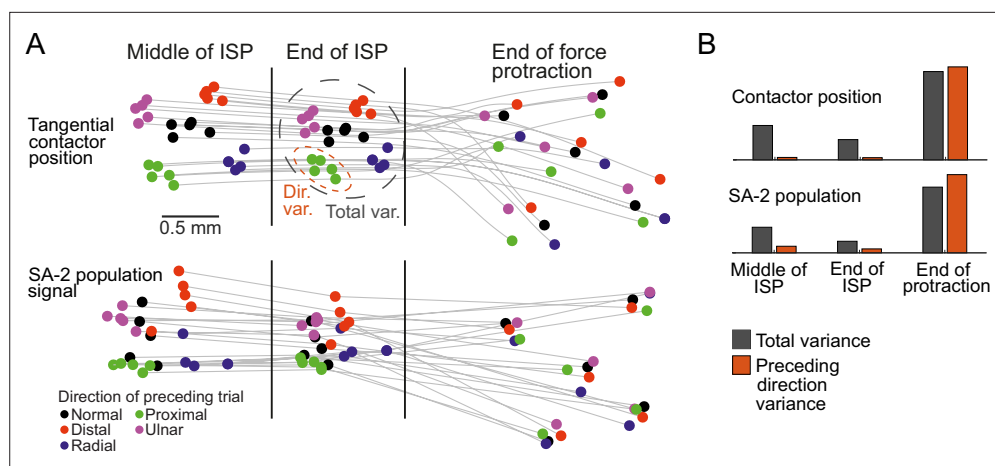 A
Middle of ISP
End of ISP
End of force
protraction
Tangential
contactor
position
Dir.
var.
Total var.
0.5 mm
SA-2 population
signal
Direction of preceding trial
Normal
Proximal
Distal
Ulnar
Radial
B
Contactor position
SA-2 population
Middle of
ISP
End of
ISP
End of
protraction
Total variance
Preceding
direction
variance